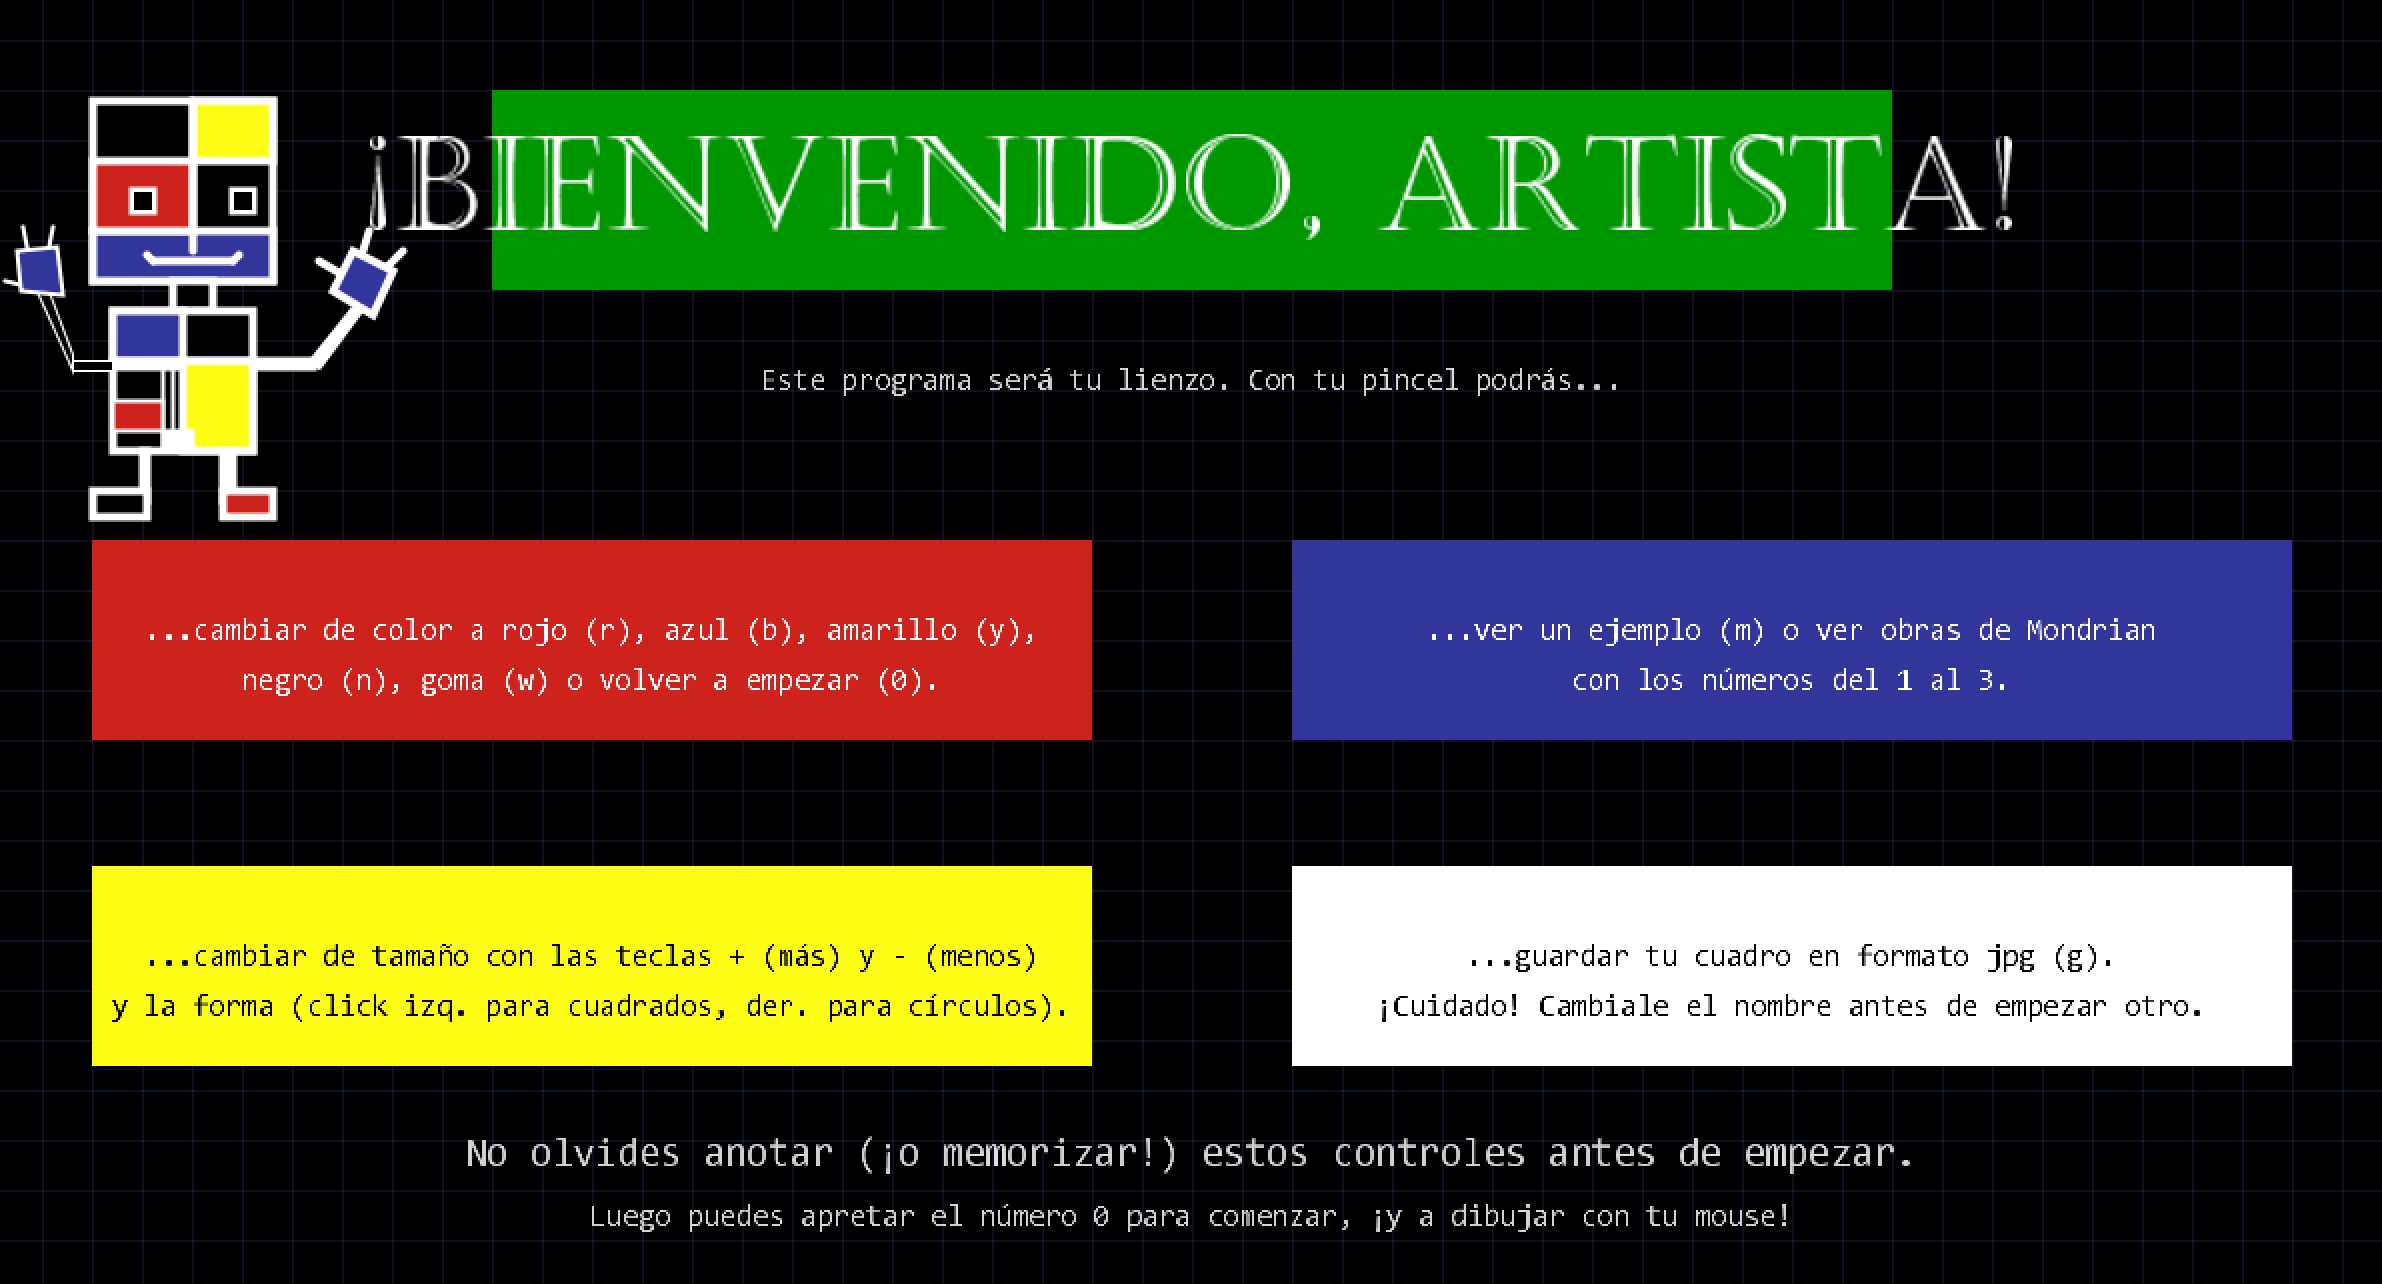 ¡BIENVENIDO, ARTISTA!
Este programa será tu lienzo. Con tu pincel podrás...
...cambiar de color a rojo (r), azul (b), amarillo (y),
negro (n), goma (w) o volver a empezar (0).
...ver un ejemplo (m) o ver obras de Mondrian
con los números del 1 al 3.
...cambiar de tamaño con las teclas + (más) y - (menos)
y la forma (click izq. para cuadrados, der. para círculos).
...guardar tu cuadro en formato jpg (g).
¡Cuidado! Cambiale el nombre antes de empezar otro.
No olvides anotar (¡o memorizar!) estos controles antes de empezar.
Luego puedes apretar el número 0 para comenzar, ¡y a dibujar con tu mouse!